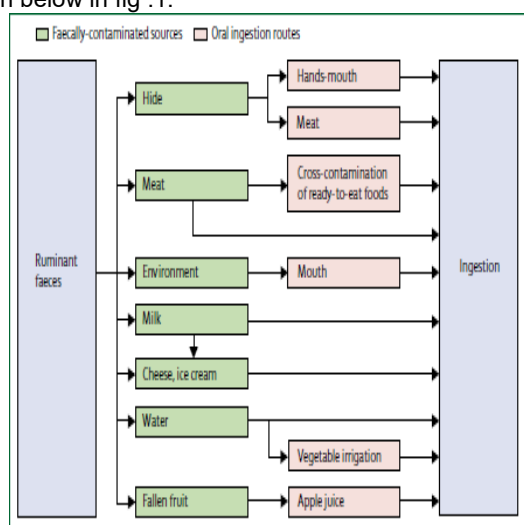 n below in fig .1.
Faecally-contaminated sources Oral ingestion routes
Hands-mouth
Hide
Meat
Meat
Cross-contamination
of ready-to-eat foods
Ruminant
faeces
Environment
Mouth
Ingestion
Milk
Cheese, ice cream
Water
Vegetable irrigation
Fallen fruit
Apple juice